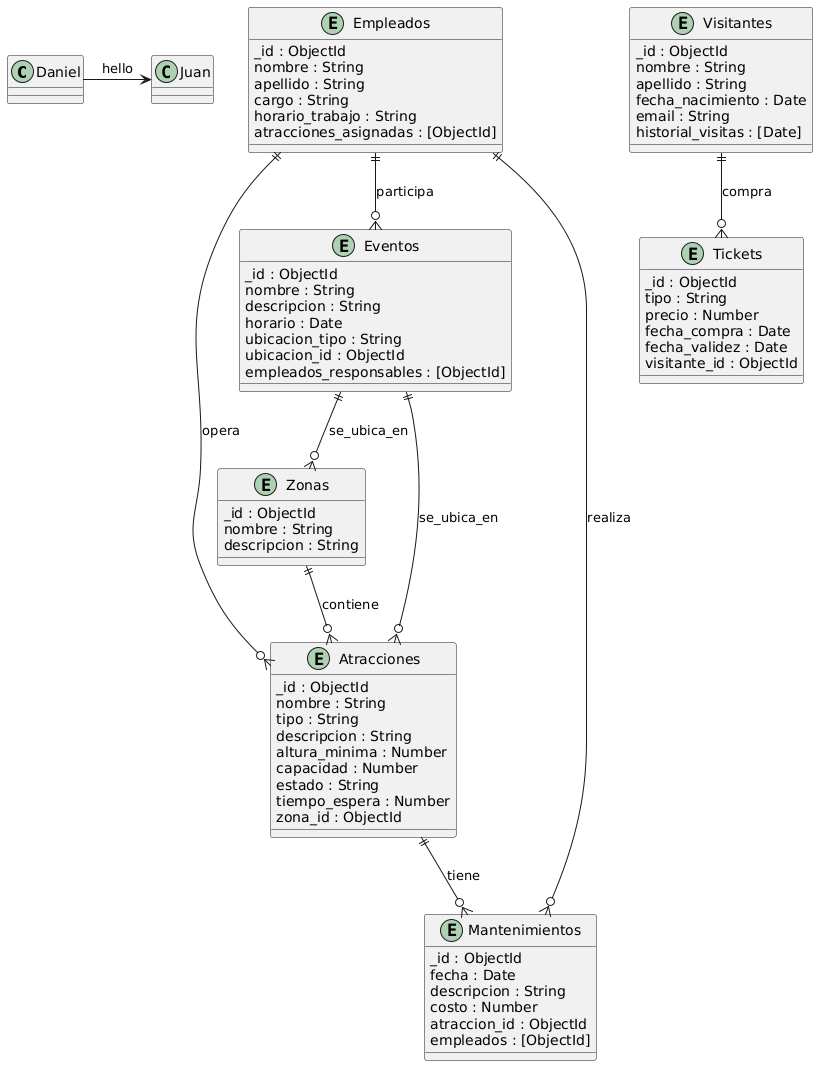 C Daniel
hello
C Juan
E Empleados
_id : ObjectId
nombre : String
apellido : String
cargo : String
horario_trabajo : String
atracciones_asignadas : [ObjectId]
E Visitantes
_id : ObjectId
nombre : String
apellido : String
fecha_nacimiento : Date
email : String
historial_visitas : [Date]
participa
compra
E Eventos
_id : ObjectId
nombre : String
descripcion : String
horario : Date
ubicacion_tipo : String
ubicacion_id : ObjectId
empleados_responsables : [ObjectId]
E Tickets
_id : ObjectId
tipo : String
precio : Number
fecha_compra : Date
fecha_validez : Date
visitante_id : ObjectId
opera
se_ubica_en
E Zonas
_id : ObjectId
nombre : String
descripcion : String
se_ubica_en
realiza
contiene
E Atracciones
_id : ObjectId
nombre : String
tipo : String
descripcion : String
altura_minima : Number
capacidad : Number
estado : String
tiempo_espera : Number
zona_id : ObjectId
tiene
E Mantenimientos
_id : ObjectId
fecha : Date
descripcion : String
costo : Number
atraccion_id : ObjectId
empleados : [ObjectId]